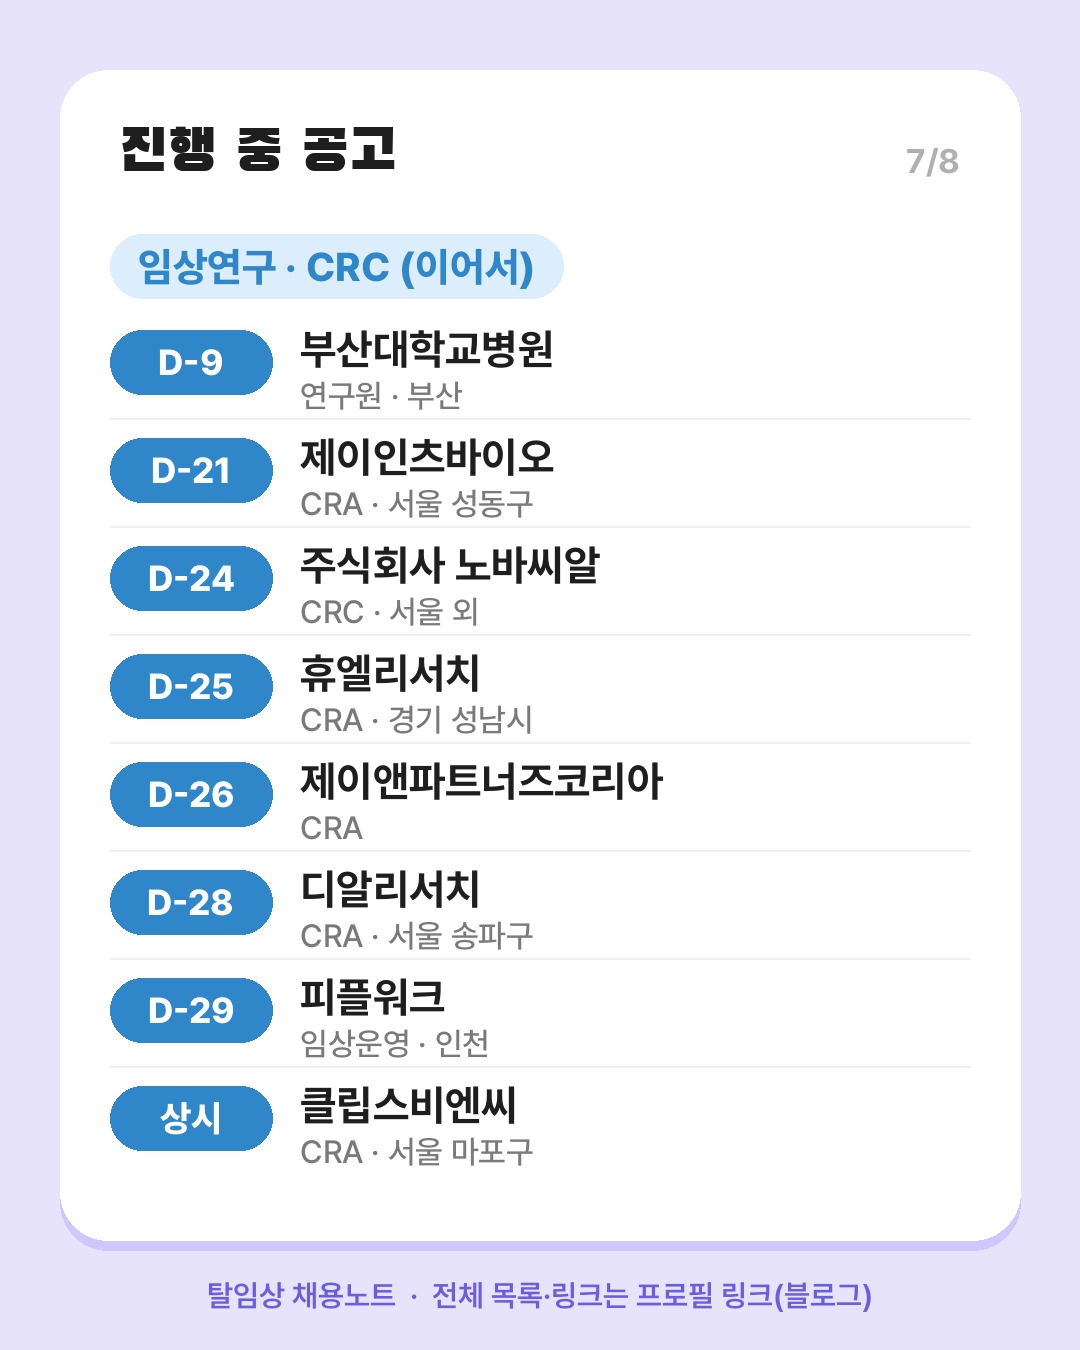 진행 중 공고
7/8
임상연구 · CRC (이어서)
D-9
부산대학교병원
연구원 · 부산
D-21
제이인츠바이오
CRA · 서울 성동구
D-24
주식회사 노바씨알
CRC · 서울 외
D-25
휴엘리서치
CRA · 경기 성남시
D-26
제이앤파트너즈코리아
CRA
D-28
디알리서치
CRA · 서울 송파구
D-29
피플워크
임상운영 · 인천
상시
클립스비엔씨
CRA · 서울 마포구
탈임상 채용노트 · 전체 목록·링크는 프로필 링크(블로그)